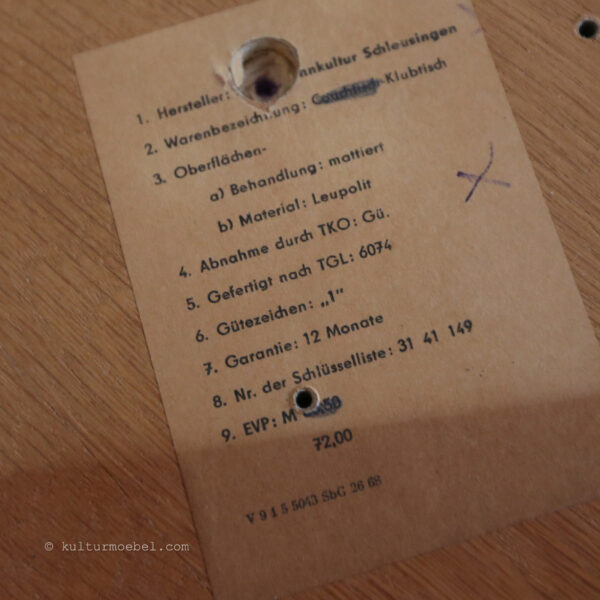 1. Hersteller: nnkultur Schleusingen
2. Warenbezeichnung: Couchtisch Klubtisch
3. Oberflächen-
a) Behandlung: mattiert
b) Material: Leupolit
4. Abnahme durch TKO: Gü.
5. Gefertigt nach TGL: 6074
6. Gütezeichen: „1“
7. Garantie: 12 Monate
8. Nr. der Schlüsselliste: 31 41 149
9. EVP: M
72,00
V 9 1 5 5043 SbG 26 68
© kulturmoebel.com